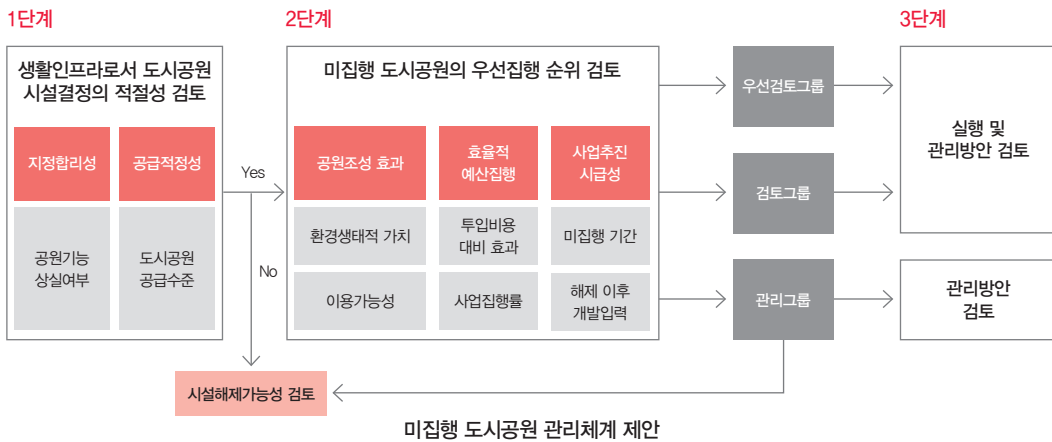 1단계
생활인프라로서 도시공원
시설결정의 적절성 검토
지정합리성
공급적정성
공원기능
상실여부
도시공원
공급수준
Yes
No
2단계
미집행 도시공원의 우선집행 순위 검토
공원조성 효과
효율적
예산집행
사업추진
시급성
환경생태적 가치
투입비용
대비 효과
미집행 기간
이용가능성
사업집행률
해제 이후
개발입력
우선검토그룹
검토그룹
관리그룹
3단계
실행 및
관리방안 검토
관리방안
검토
시설해제가능성 검토
미집행 도시공원 관리체계 제안